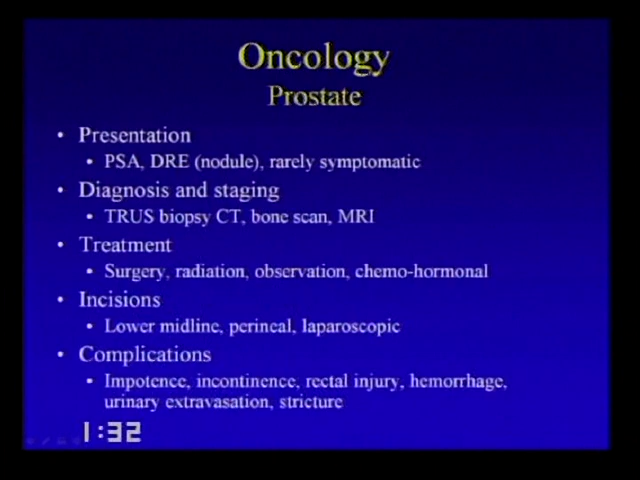 Oncology
Prostate
• Presentation
• PSA, DRE (nodule), rarely symptomatic
• Diagnosis and staging
• TRUS biopsy CT, bone scan, MRI
• Treatment
• Surgery, radiation, observation, chemo-hormonal
• Incisions
• Lower midline, perineal, laparoscopic
• Complications
• Impotence, incontinence, rectal injury, hemorrhage,
urinary extravasation, stricture
1:32